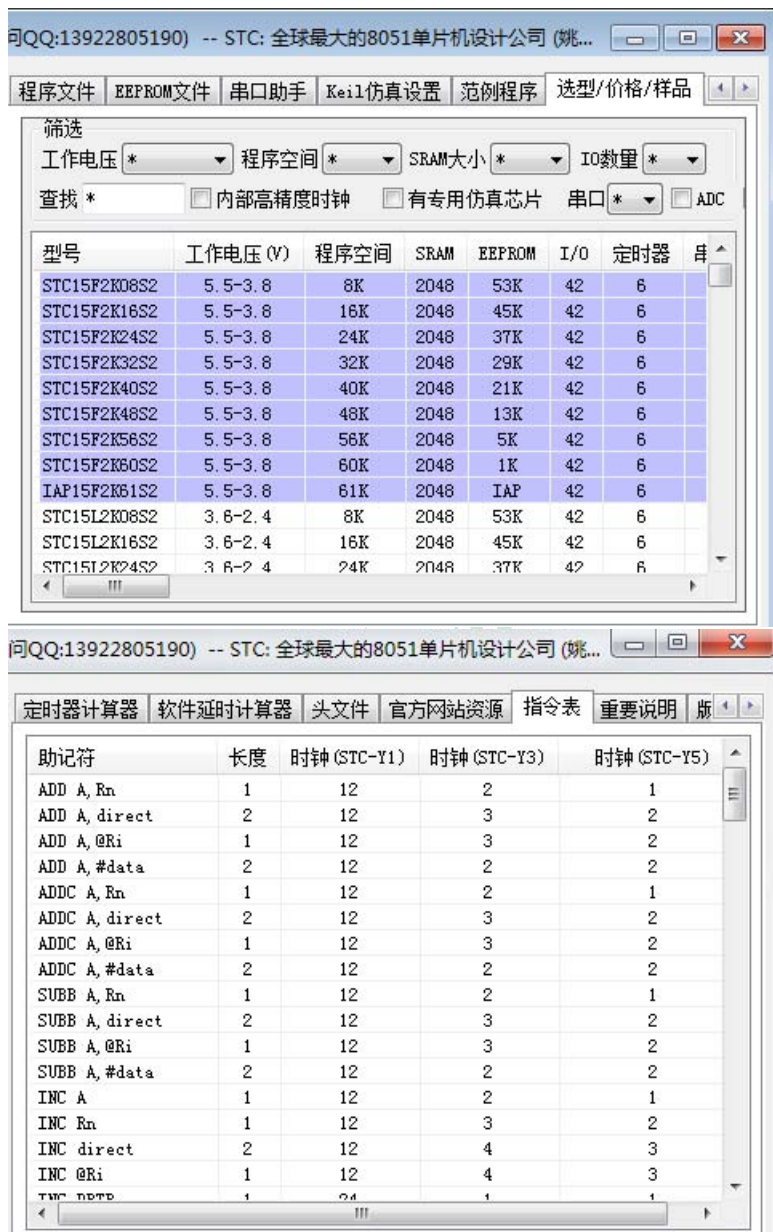 问QQ:13922805190) -- STC: 全球最大的8051单片机设计公司 (姚...
程序文件 EEPROM文件 串口助手 Keil仿真设置 范例程序 选型/价格/样品
筛选
工作电压 * 程序空间 * SRAM大小 * IO数量 *
查找 * 内部高精度时钟 有专用仿真芯片 串口 * ADC
型号 工作电压(V) 程序空间 SRAM EEPROM I/O 定时器 串
STC15F2K08S2 5.5-3.8 8K 2048 53K 42 6
STC15F2K16S2 5.5-3.8 16K 2048 45K 42 6
STC15F2K24S2 5.5-3.8 24K 2048 37K 42 6
STC15F2K32S2 5.5-3.8 32K 2048 29K 42 6
STC15F2K40S2 5.5-3.8 40K 2048 21K 42 6
STC15F2K48S2 5.5-3.8 48K 2048 13K 42 6
STC15F2K56S2 5.5-3.8 56K 2048 5K 42 6
STC15F2K60S2 5.5-3.8 60K 2048 1K 42 6
IAP15F2K61S2 5.5-3.8 61K 2048 IAP 42 6
STC15L2K08S2 3.6-2.4 8K 2048 53K 42 6
STC15L2K16S2 3.6-2.4 16K 2048 45K 42 6
STC15L2K24S2 3.6-2.4 24K 2048 37K 42 6
问QQ:13922805190) -- STC: 全球最大的8051单片机设计公司 (姚...
定时器计算器 软件延时计算器 头文件 官方网站资源 指令表 重要说明 版
助记符 长度 时钟(STC-Y1) 时钟(STC-Y3) 时钟(STC-Y5)
ADD A,Rn 1 12 2 1
ADD A,direct 2 12 3 2
ADD A,@Ri 1 12 3 2
ADD A,#data 2 12 2 2
ADDC A,Rn 1 12 2 1
ADDC A,direct 2 12 3 2
ADDC A,@Ri 1 12 3 2
ADDC A,#data 2 12 2 2
SUBB A,Rn 1 12 2 1
SUBB A,direct 2 12 3 2
SUBB A,@Ri 1 12 3 2
SUBB A,#data 2 12 2 2
INC A 1 12 2 1
INC Rn 1 12 3 2
INC direct 2 12 4 3
INC @Ri 1 12 4 3
INC DPTR 1 24 1 1